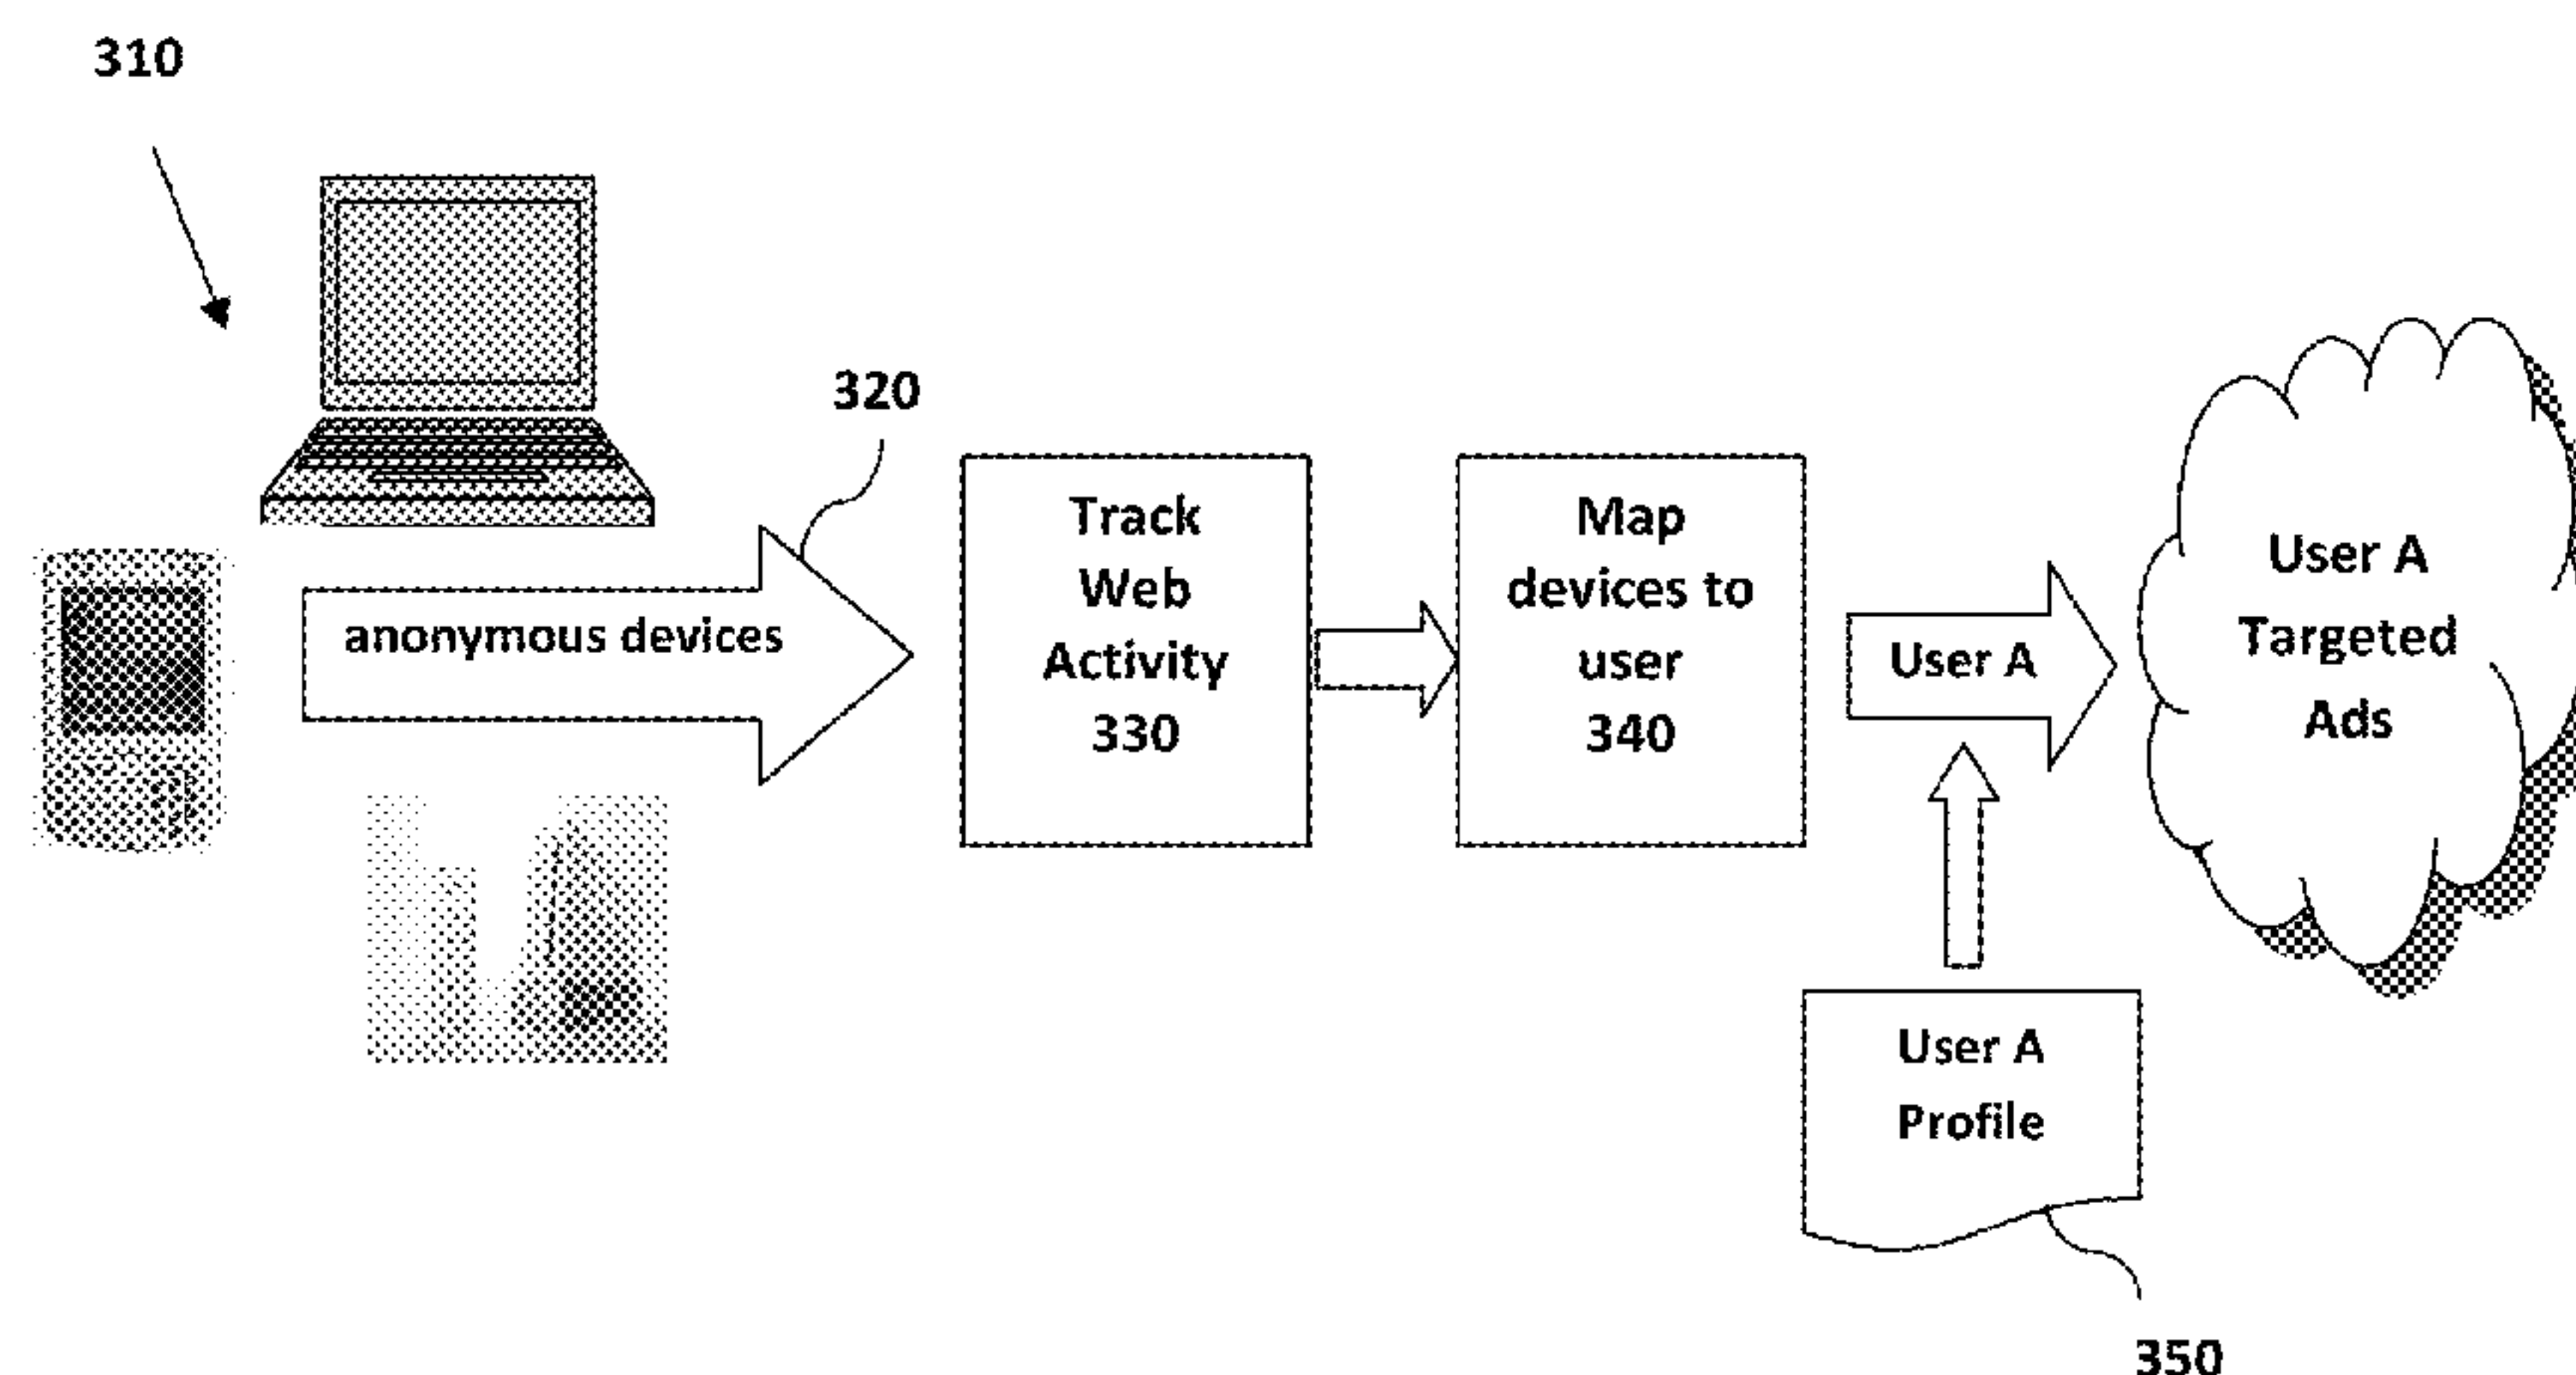 310
320
anonymous devices
Track
Web
Activity
330
Map
devices to
user
340
User A
User A
Targeted
Ads
User A
Profile
350